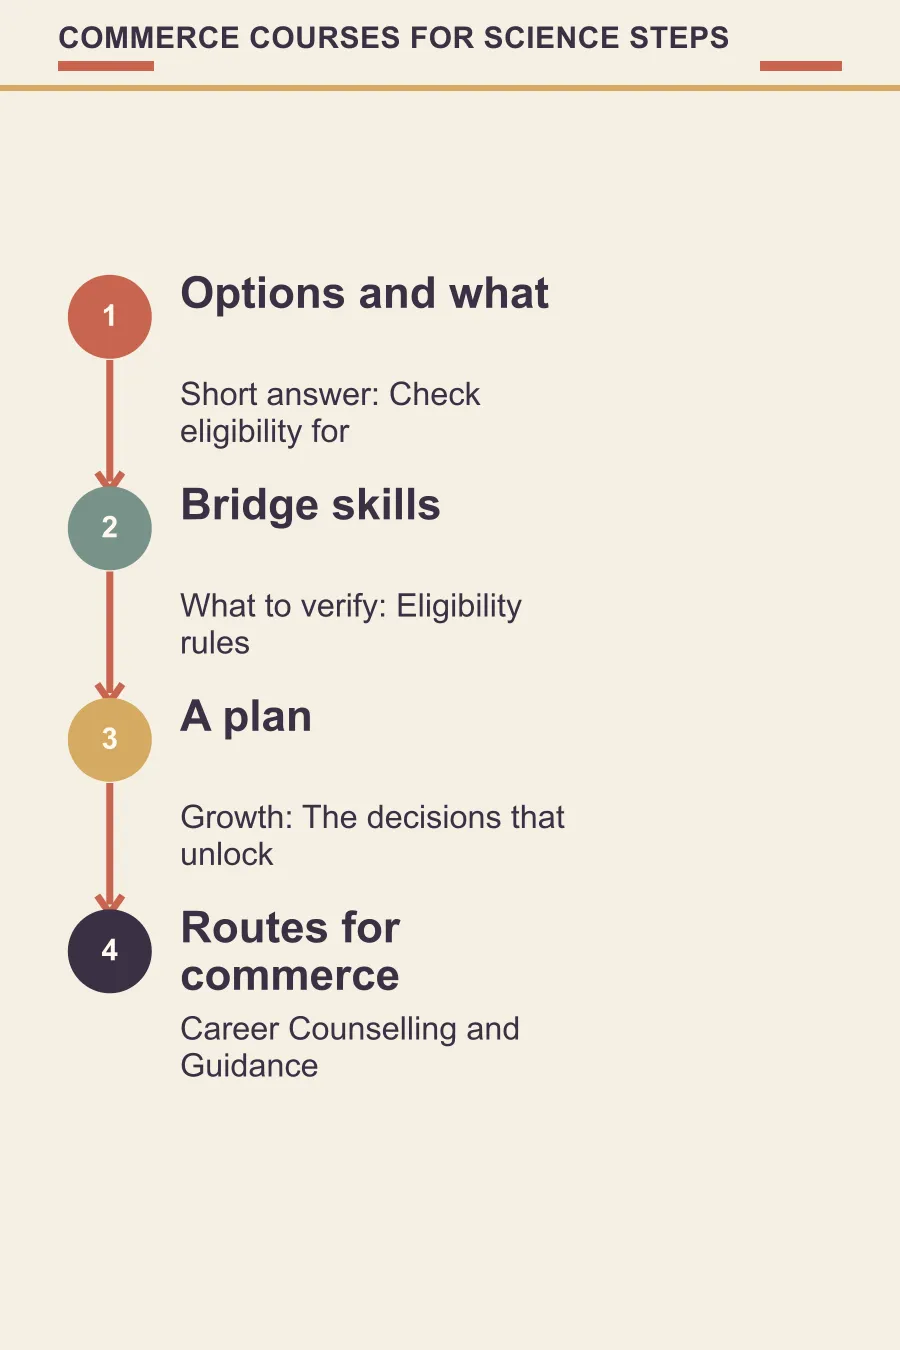 COMMERCE COURSES FOR SCIENCE STEPS
1
Options and what
Short answer: Check
eligibility for
2
Bridge skills
What to verify: Eligibility
rules
3
A plan
Growth: The decisions that
unlock
4
Routes for
commerce
Career Counselling and
Guidance